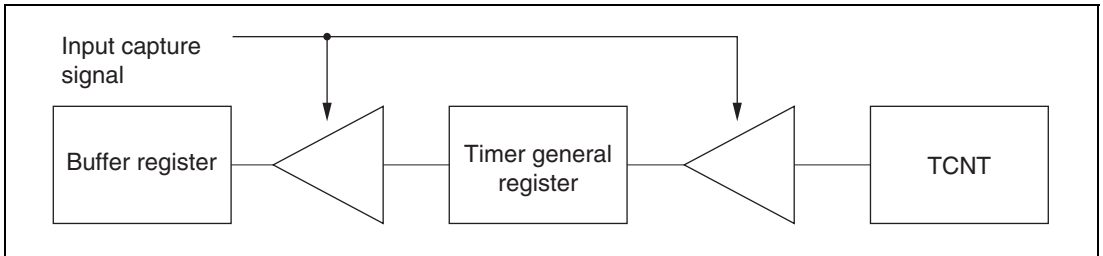 Input capture
signal
Buffer register
Timer general
register
TCNT